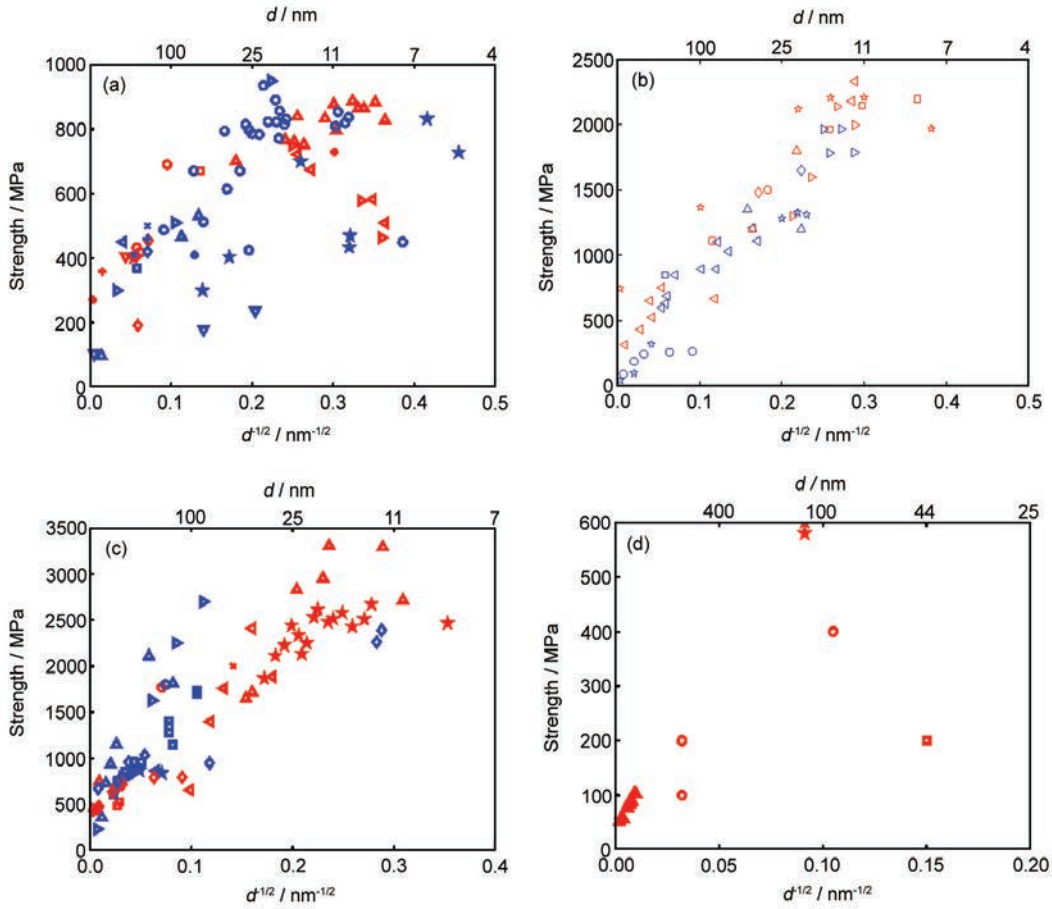 d / nm
100 25 11 7 4
(a)
1000
800
600
400
200
0
Strength / MPa
0.0 0.1 0.2 0.3 0.4 0.5
d-1/2 / nm-1/2
d / nm
100 25 11 7 4
(b)
2500
2000
1500
1000
500
0
Strength / MPa
0.0 0.1 0.2 0.3 0.4 0.5
d-1/2 / nm-1/2
d / nm
100 25 11 7
(c)
3500
3000
2500
2000
1500
1000
500
0
Strength / MPa
0.0 0.1 0.2 0.3 0.4
d-1/2 / nm-1/2
d / nm
400 100 44 25
(d)
600
500
400
300
200
100
0
Strength / MPa
0.00 0.05 0.10 0.15 0.20
d-1/2 / nm-1/2